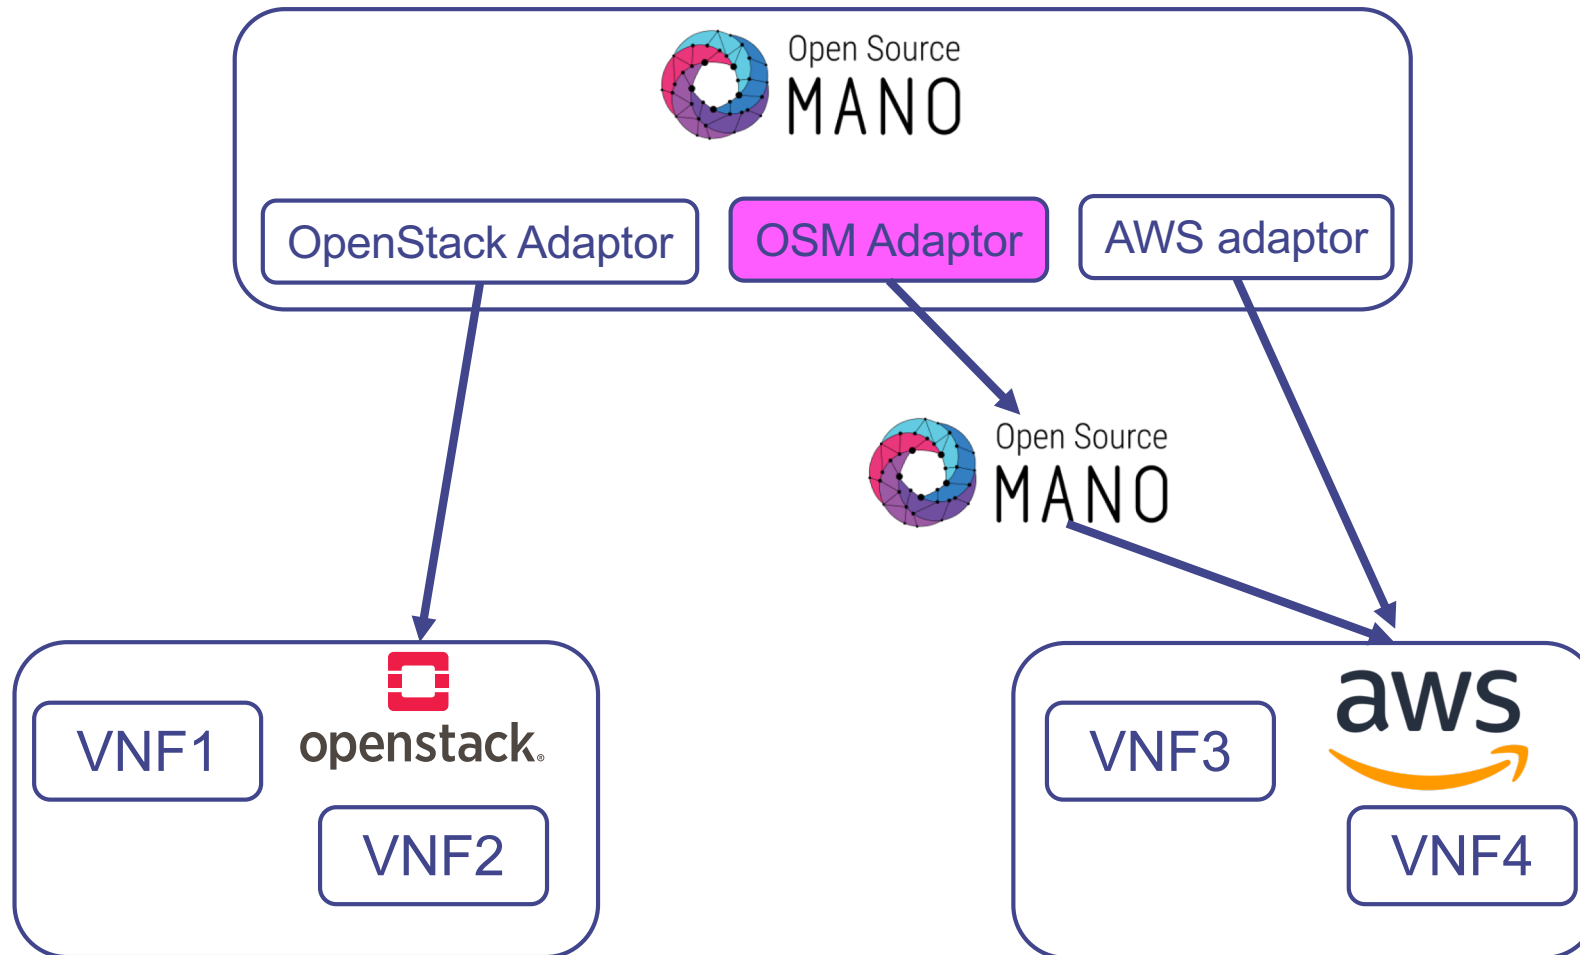 Open Source
MANO
OpenStack Adaptor
OSM Adaptor
AWS adaptor
Open Source
MANO
openstack.
VNF1
VNF2
aws
VNF3
VNF4